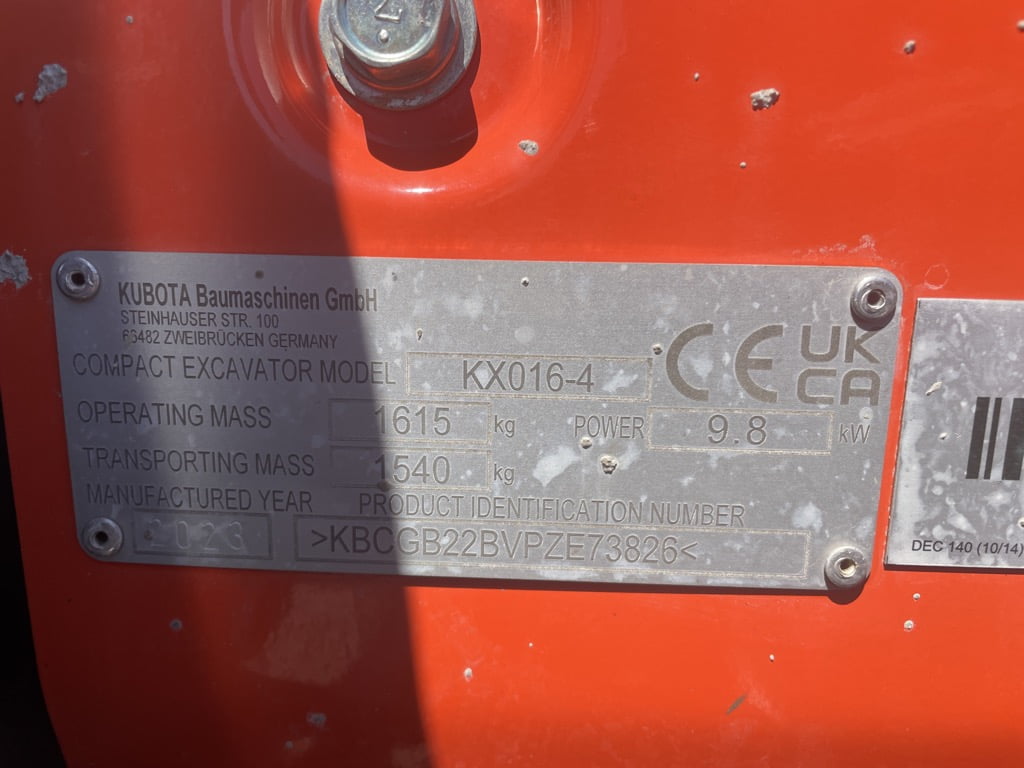 7
KUBOTA Baumaschinen GmbH
STEINHAUSER STR. 100
66482 ZWEIBRÜCKEN GERMANY
COMPACT EXCAVATOR MODEL KX016-4
CE UK CA
OPERATING MASS 1615 kg POWER 9.8 kW
TRANSPORTING MASS 1540 kg
MANUFACTURED YEAR PRODUCT IDENTIFICATION NUMBER
2023 >KBCGB22BVPZE73826<
DEC 140 (10/14)